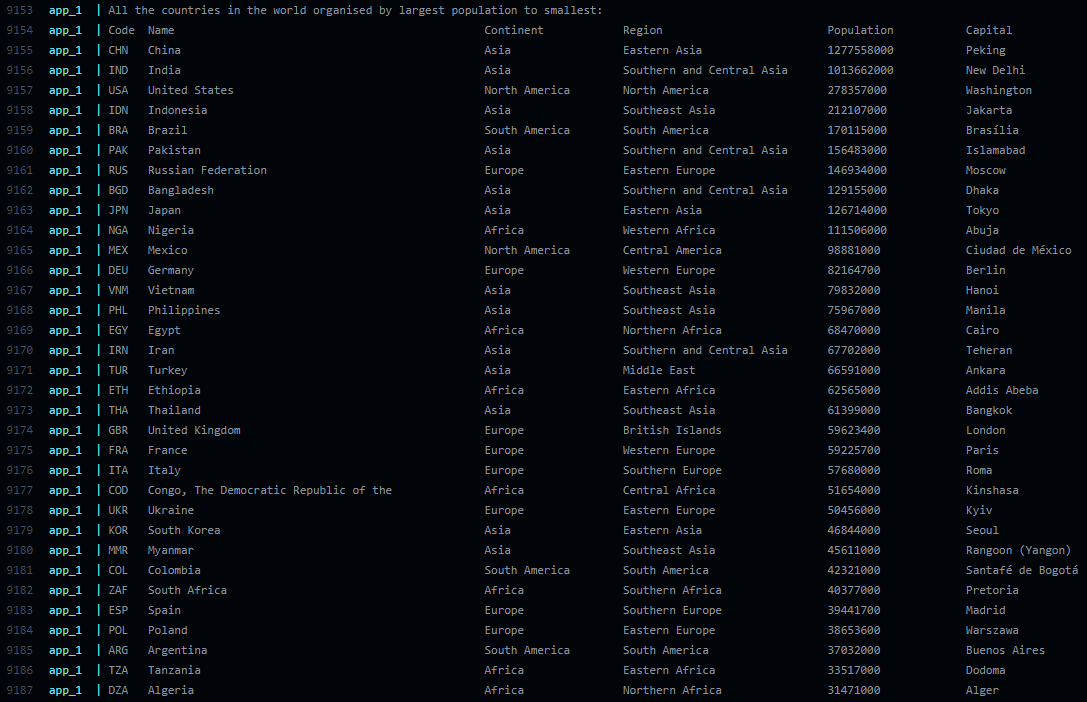 9153 app_1 | All the countries in the world organised by largest population to smallest:
9154 app_1 | Code Name Continent Region Population Capital
9155 app_1 | CHN China Asia Eastern Asia 1277558000 Peking
9156 app_1 | IND India Asia Southern and Central Asia 1013662000 New Delhi
9157 app_1 | USA United States North America North America 278357000 Washington
9158 app_1 | IDN Indonesia Asia Southeast Asia 212107000 Jakarta
9159 app_1 | BRA Brazil South America South America 170115000 Brasília
9160 app_1 | PAK Pakistan Asia Southern and Central Asia 156483000 Islamabad
9161 app_1 | RUS Russian Federation Europe Eastern Europe 146934000 Moscow
9162 app_1 | BGD Bangladesh Asia Southern and Central Asia 129155000 Dhaka
9163 app_1 | JPN Japan Asia Eastern Asia 126714000 Tokyo
9164 app_1 | NGA Nigeria Africa Western Africa 111506000 Abuja
9165 app_1 | MEX Mexico North America Central America 98881000 Ciudad de México
9166 app_1 | DEU Germany Europe Western Europe 82164700 Berlin
9167 app_1 | VNM Vietnam Asia Southeast Asia 79832000 Hanoi
9168 app_1 | PHL Philippines Asia Southeast Asia 75967000 Manila
9169 app_1 | EGY Egypt Africa Northern Africa 68470000 Cairo
9170 app_1 | IRN Iran Asia Southern and Central Asia 67702000 Teheran
9171 app_1 | TUR Turkey Asia Middle East 66591000 Ankara
9172 app_1 | ETH Ethiopia Africa Eastern Africa 62565000 Addis Abeba
9173 app_1 | THA Thailand Asia Southeast Asia 61399000 Bangkok
9174 app_1 | GBR United Kingdom Europe British Islands 59623400 London
9175 app_1 | FRA France Europe Western Europe 59225700 Paris
9176 app_1 | ITA Italy Europe Southern Europe 57680000 Roma
9177 app_1 | COD Congo, The Democratic Republic of the Africa Central Africa 51654000 Kinshasa
9178 app_1 | UKR Ukraine Europe Eastern Europe 50456000 Kyiv
9179 app_1 | KOR South Korea Asia Eastern Asia 46844000 Seoul
9180 app_1 | MMR Myanmar Asia Southeast Asia 45611000 Rangoon (Yangon)
9181 app_1 | COL Colombia South America South America 42321000 Santafé de Bogotá
9182 app_1 | ZAF South Africa Africa Southern Africa 40377000 Pretoria
9183 app_1 | ESP Spain Europe Southern Europe 39441700 Madrid
9184 app_1 | POL Poland Europe Eastern Europe 38653600 Warszawa
9185 app_1 | ARG Argentina South America South America 37032000 Buenos Aires
9186 app_1 | TZA Tanzania Africa Eastern Africa 33517000 Dodoma
9187 app_1 | DZA Algeria Africa Northern Africa 31471000 Alger